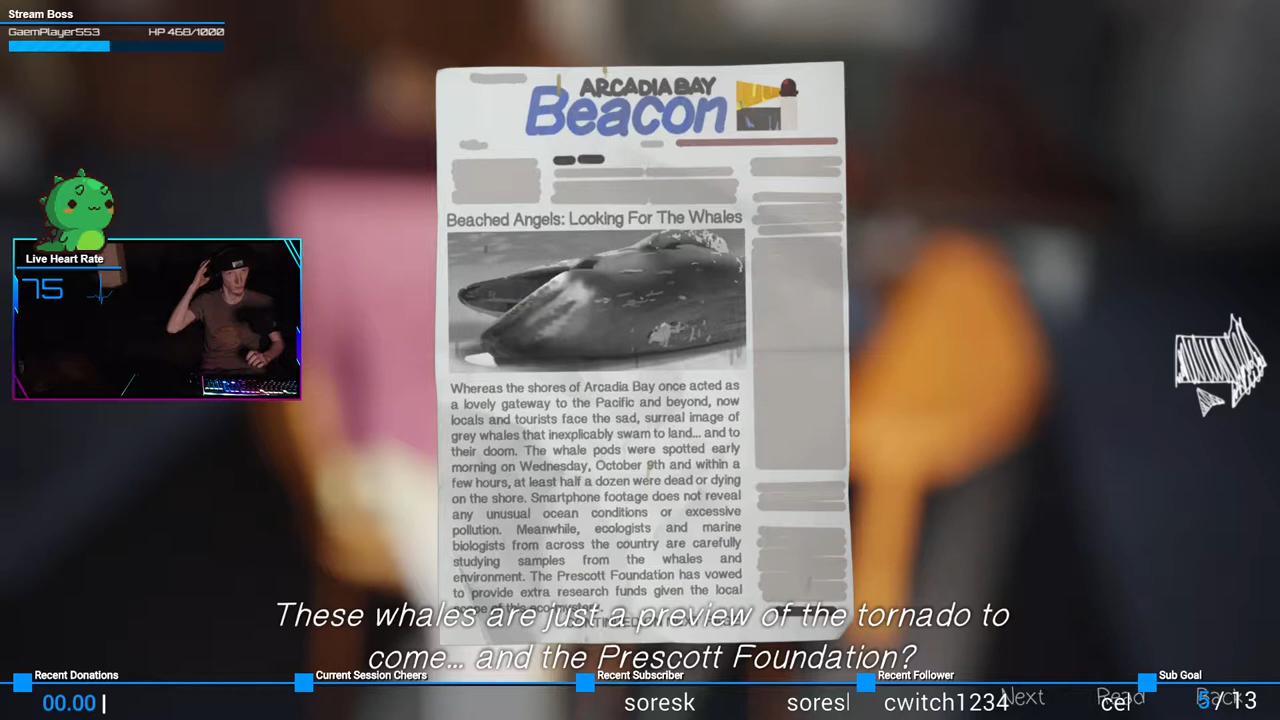 Stream Boss
GaemPlayer553
HP 468/1000
ARCADIA BAY
Beacon
Beached Angels: Looking For The Whales
Live Heart Rate
75
Whereas the shores of Arcadia Bay once acted as
a lovely gateway to the Pacific and beyond, now
locals and tourists face the sad, surreal image of
grey whales that inexplicably swam to land... and to
their doom. The whale pods were spotted early
morning on Wednesday, October 9th and within a
few hours, at least half a dozen were dead or dying
on the shore. Smartphone footage does not reveal
any unusual ocean conditions or excessive
pollution. Meanwhile, ecologists and marine
biologists from across the country are carefully
studying samples from the whales and
environment. The Prescott Foundation has vowed
to provide extra research funds given the local
of this
These whales are just a preview of the tornado to
come... and the Prescott Foundation?
Recent Donations
Current Session Cheers
Recent Subscriber
Recent Follower
Sub Goal
00.00 |
soresk
soresl
cwitch1234
Next
Read
Back
cei
5 / 13